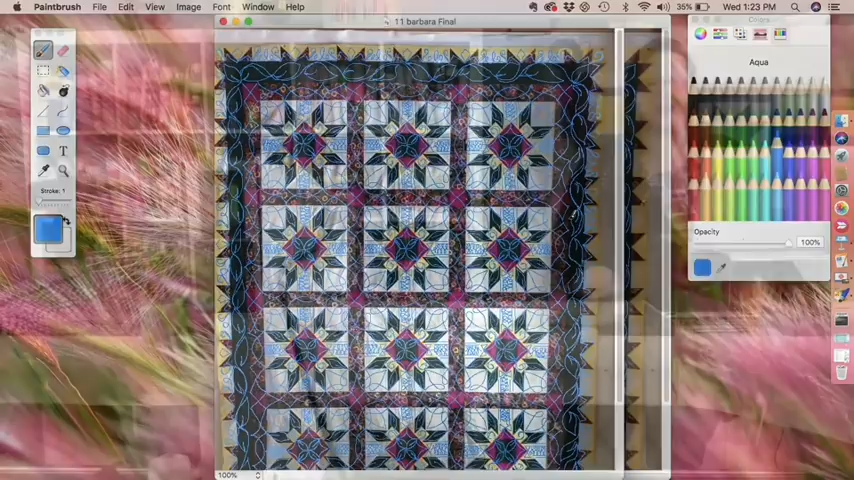 Paintbrush File Edit View Image Font Window Help 35% Wed 1:23 PM
11 barbara Final
Colors
Aqua
Stroke: 1
Opacity
100%
100%